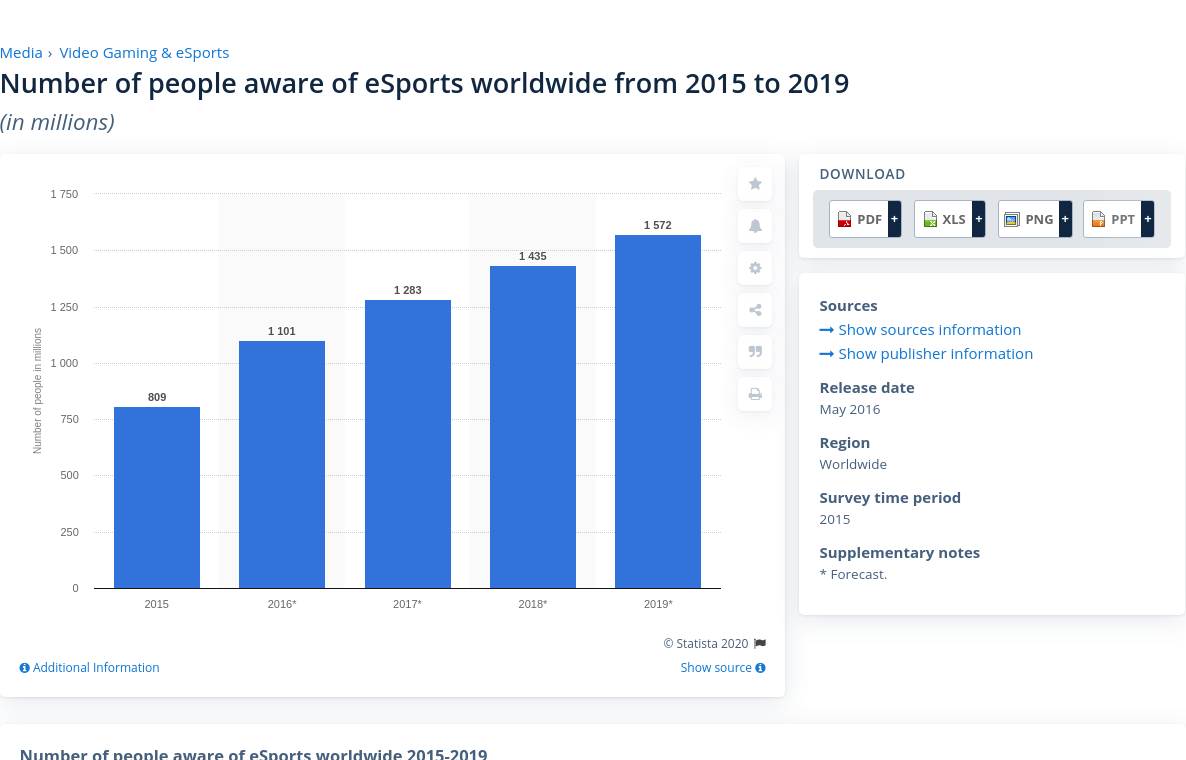 Media › Video Gaming & eSports
Number of people aware of eSports worldwide from 2015 to 2019
(in millions)
1 750
1 500
1 250
1 000
750
500
250
0
Number of people in millions
809
1 101
1 283
1 435
1 572
2015
2016*
2017*
2018*
2019*
© Statista 2020
Additional Information
Show source
DOWNLOAD
PDF +
XLS +
PNG +
PPT +
Sources
Show sources information
Show publisher information
Release date
May 2016
Region
Worldwide
Survey time period
2015
Supplementary notes
* Forecast.
Number of people aware of eSports worldwide 2015-2019